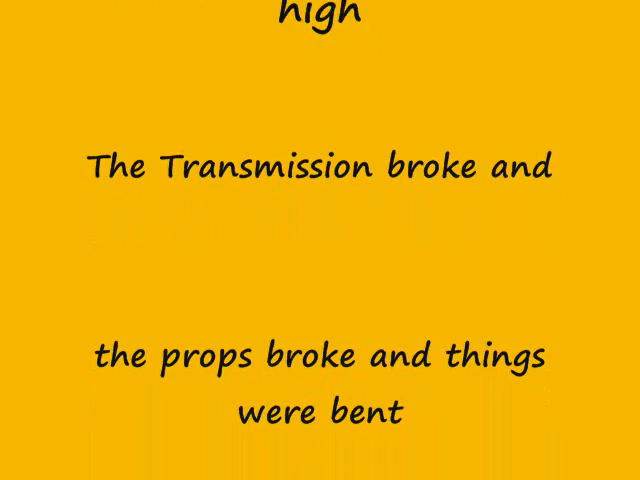 high
The Transmission broke and
the props broke and things
were bent